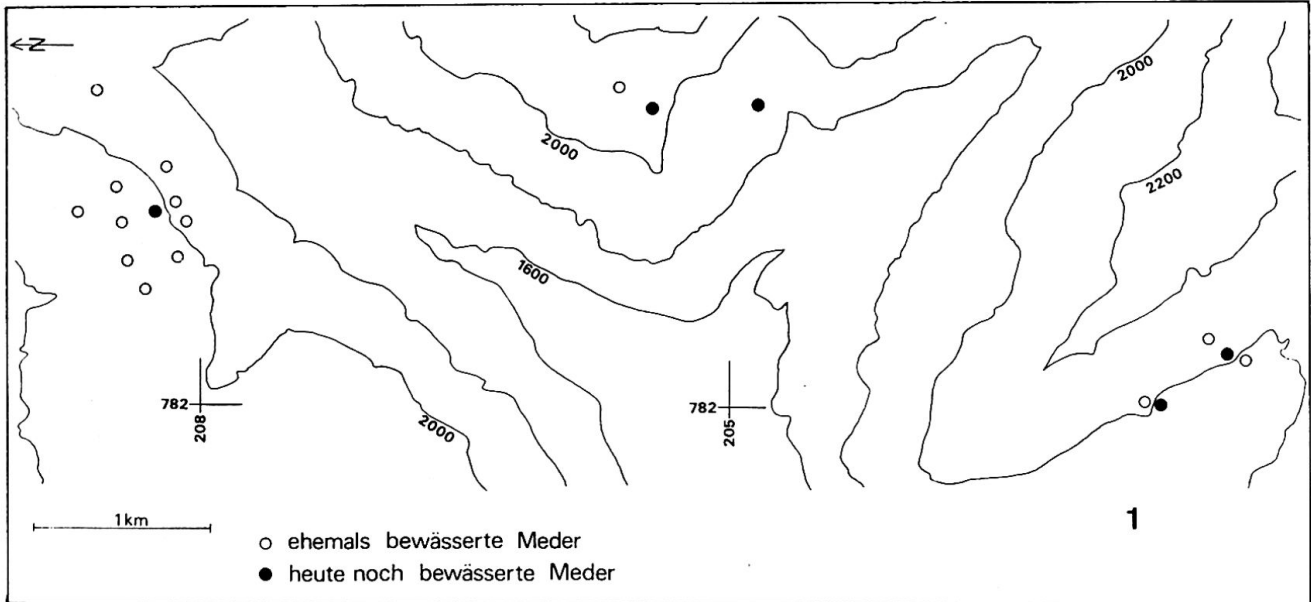 N
2000
2000
2200
1600
782
208
782
205
2000
1km
1
○ ehemals bewässerte Meder
● heute noch bewässerte Meder